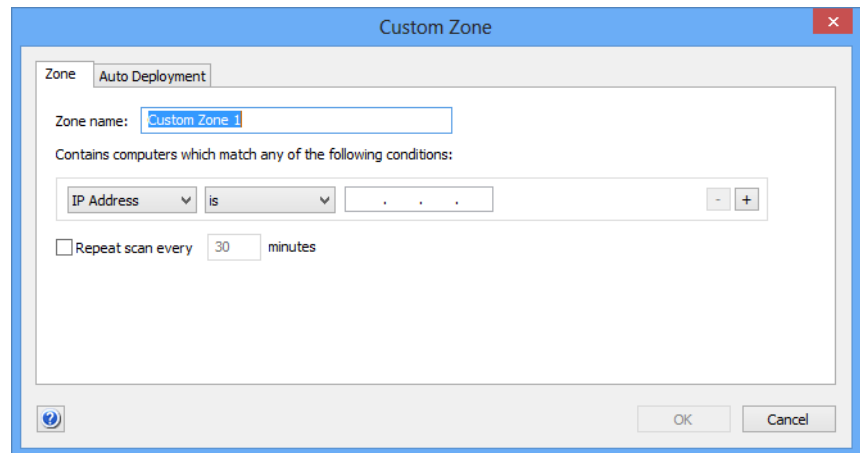 Custom Zone
Zone Auto Deployment
Zone name: Custom Zone 1
Contains computers which match any of the following conditions:
IP Address is . . . - +
Repeat scan every 30 minutes
? OK Cancel